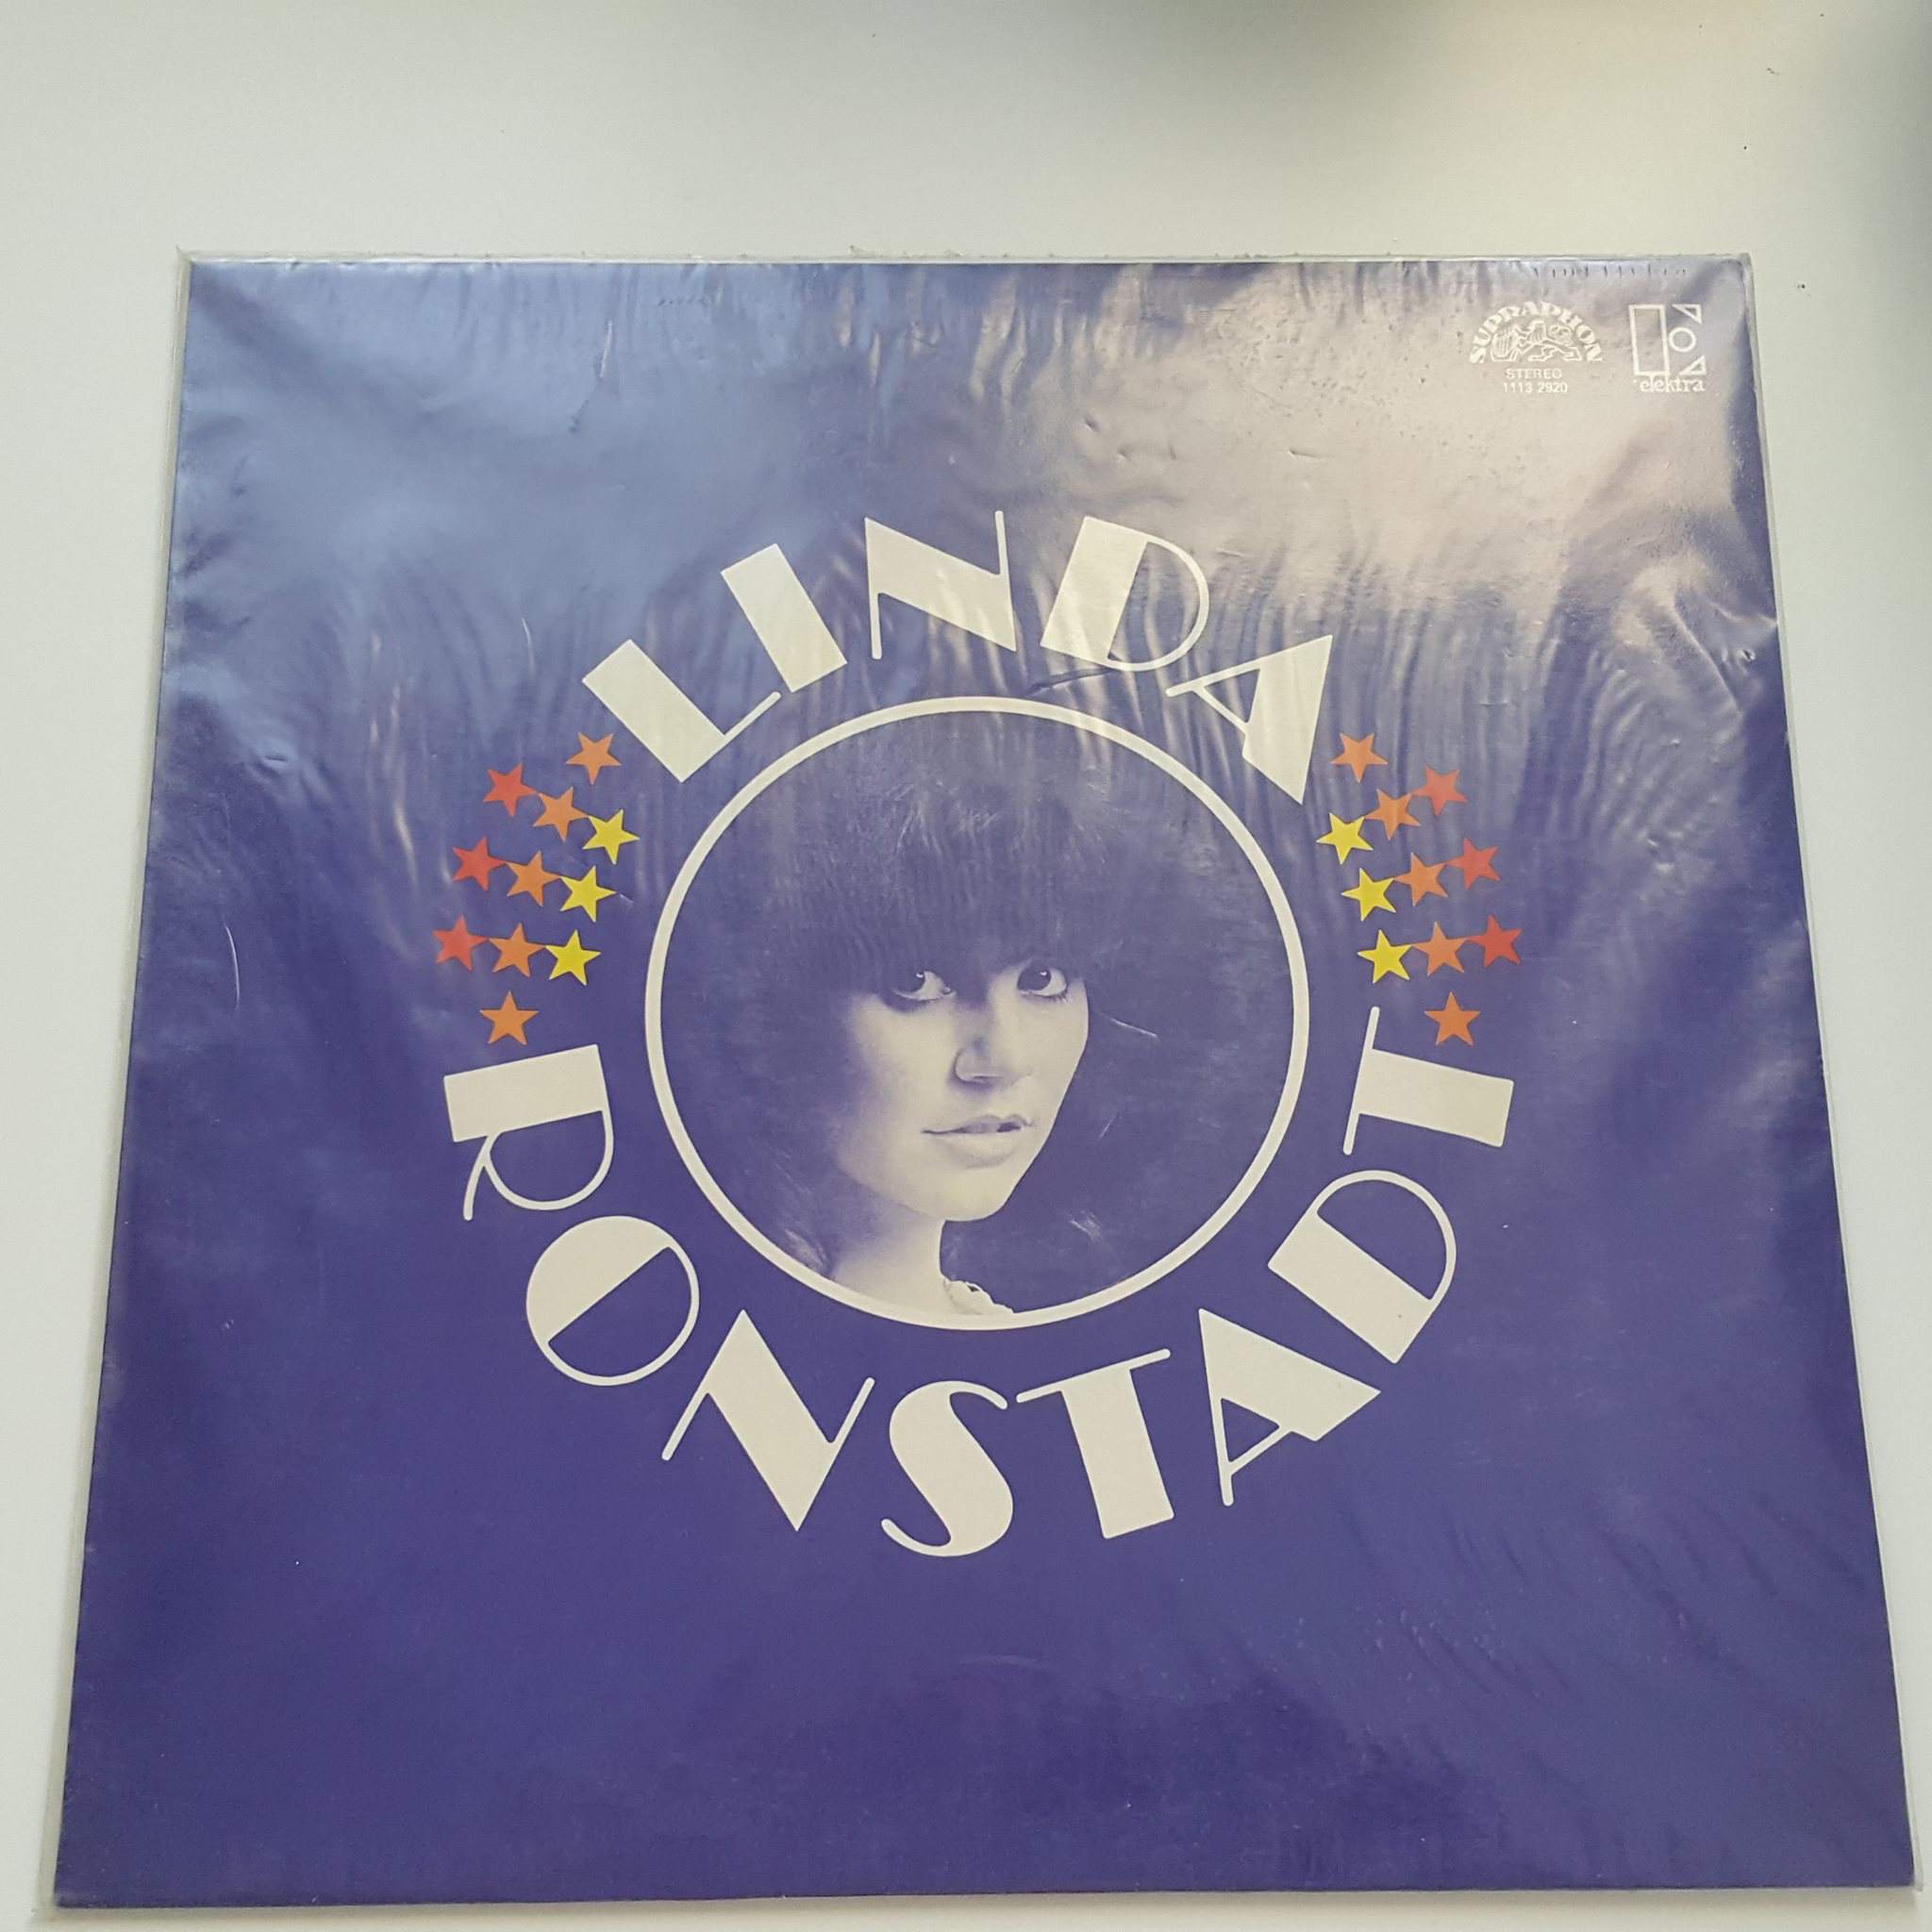 SUPRAPHON
STEREO
1113 2920
elektra
LINDA
RONSTADT